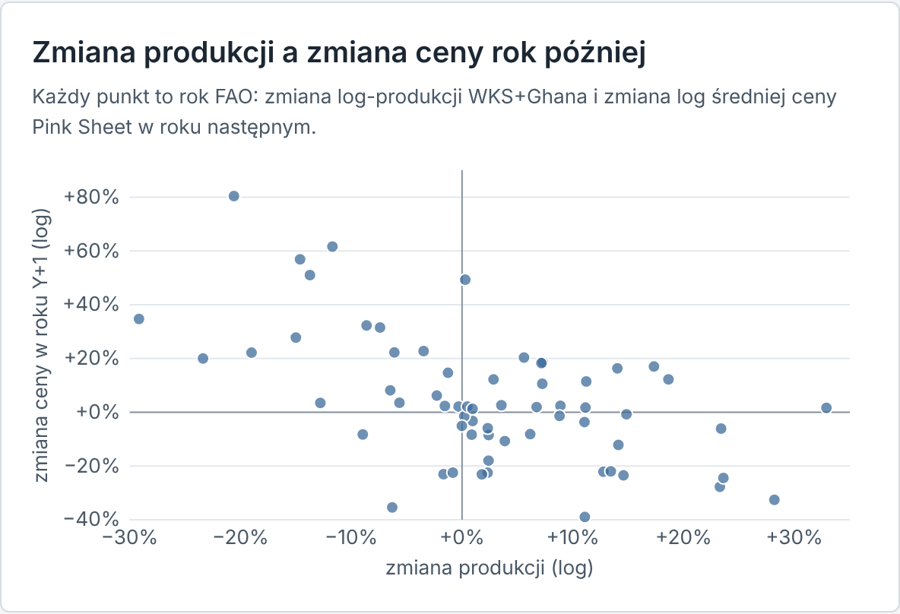 Zmiana produkcji a zmiana ceny rok później
Każdy punkt to rok FAO: zmiana log-produkcji WKS+Ghana i zmiana log średniej ceny
Pink Sheet w roku następnym.
zmiana ceny w roku Y+1 (log)
+80%
+60%
+40%
+20%
+0%
−20%
−40%
−30%
−20%
−10%
+0%
+10%
+20%
+30%
zmiana produkcji (log)